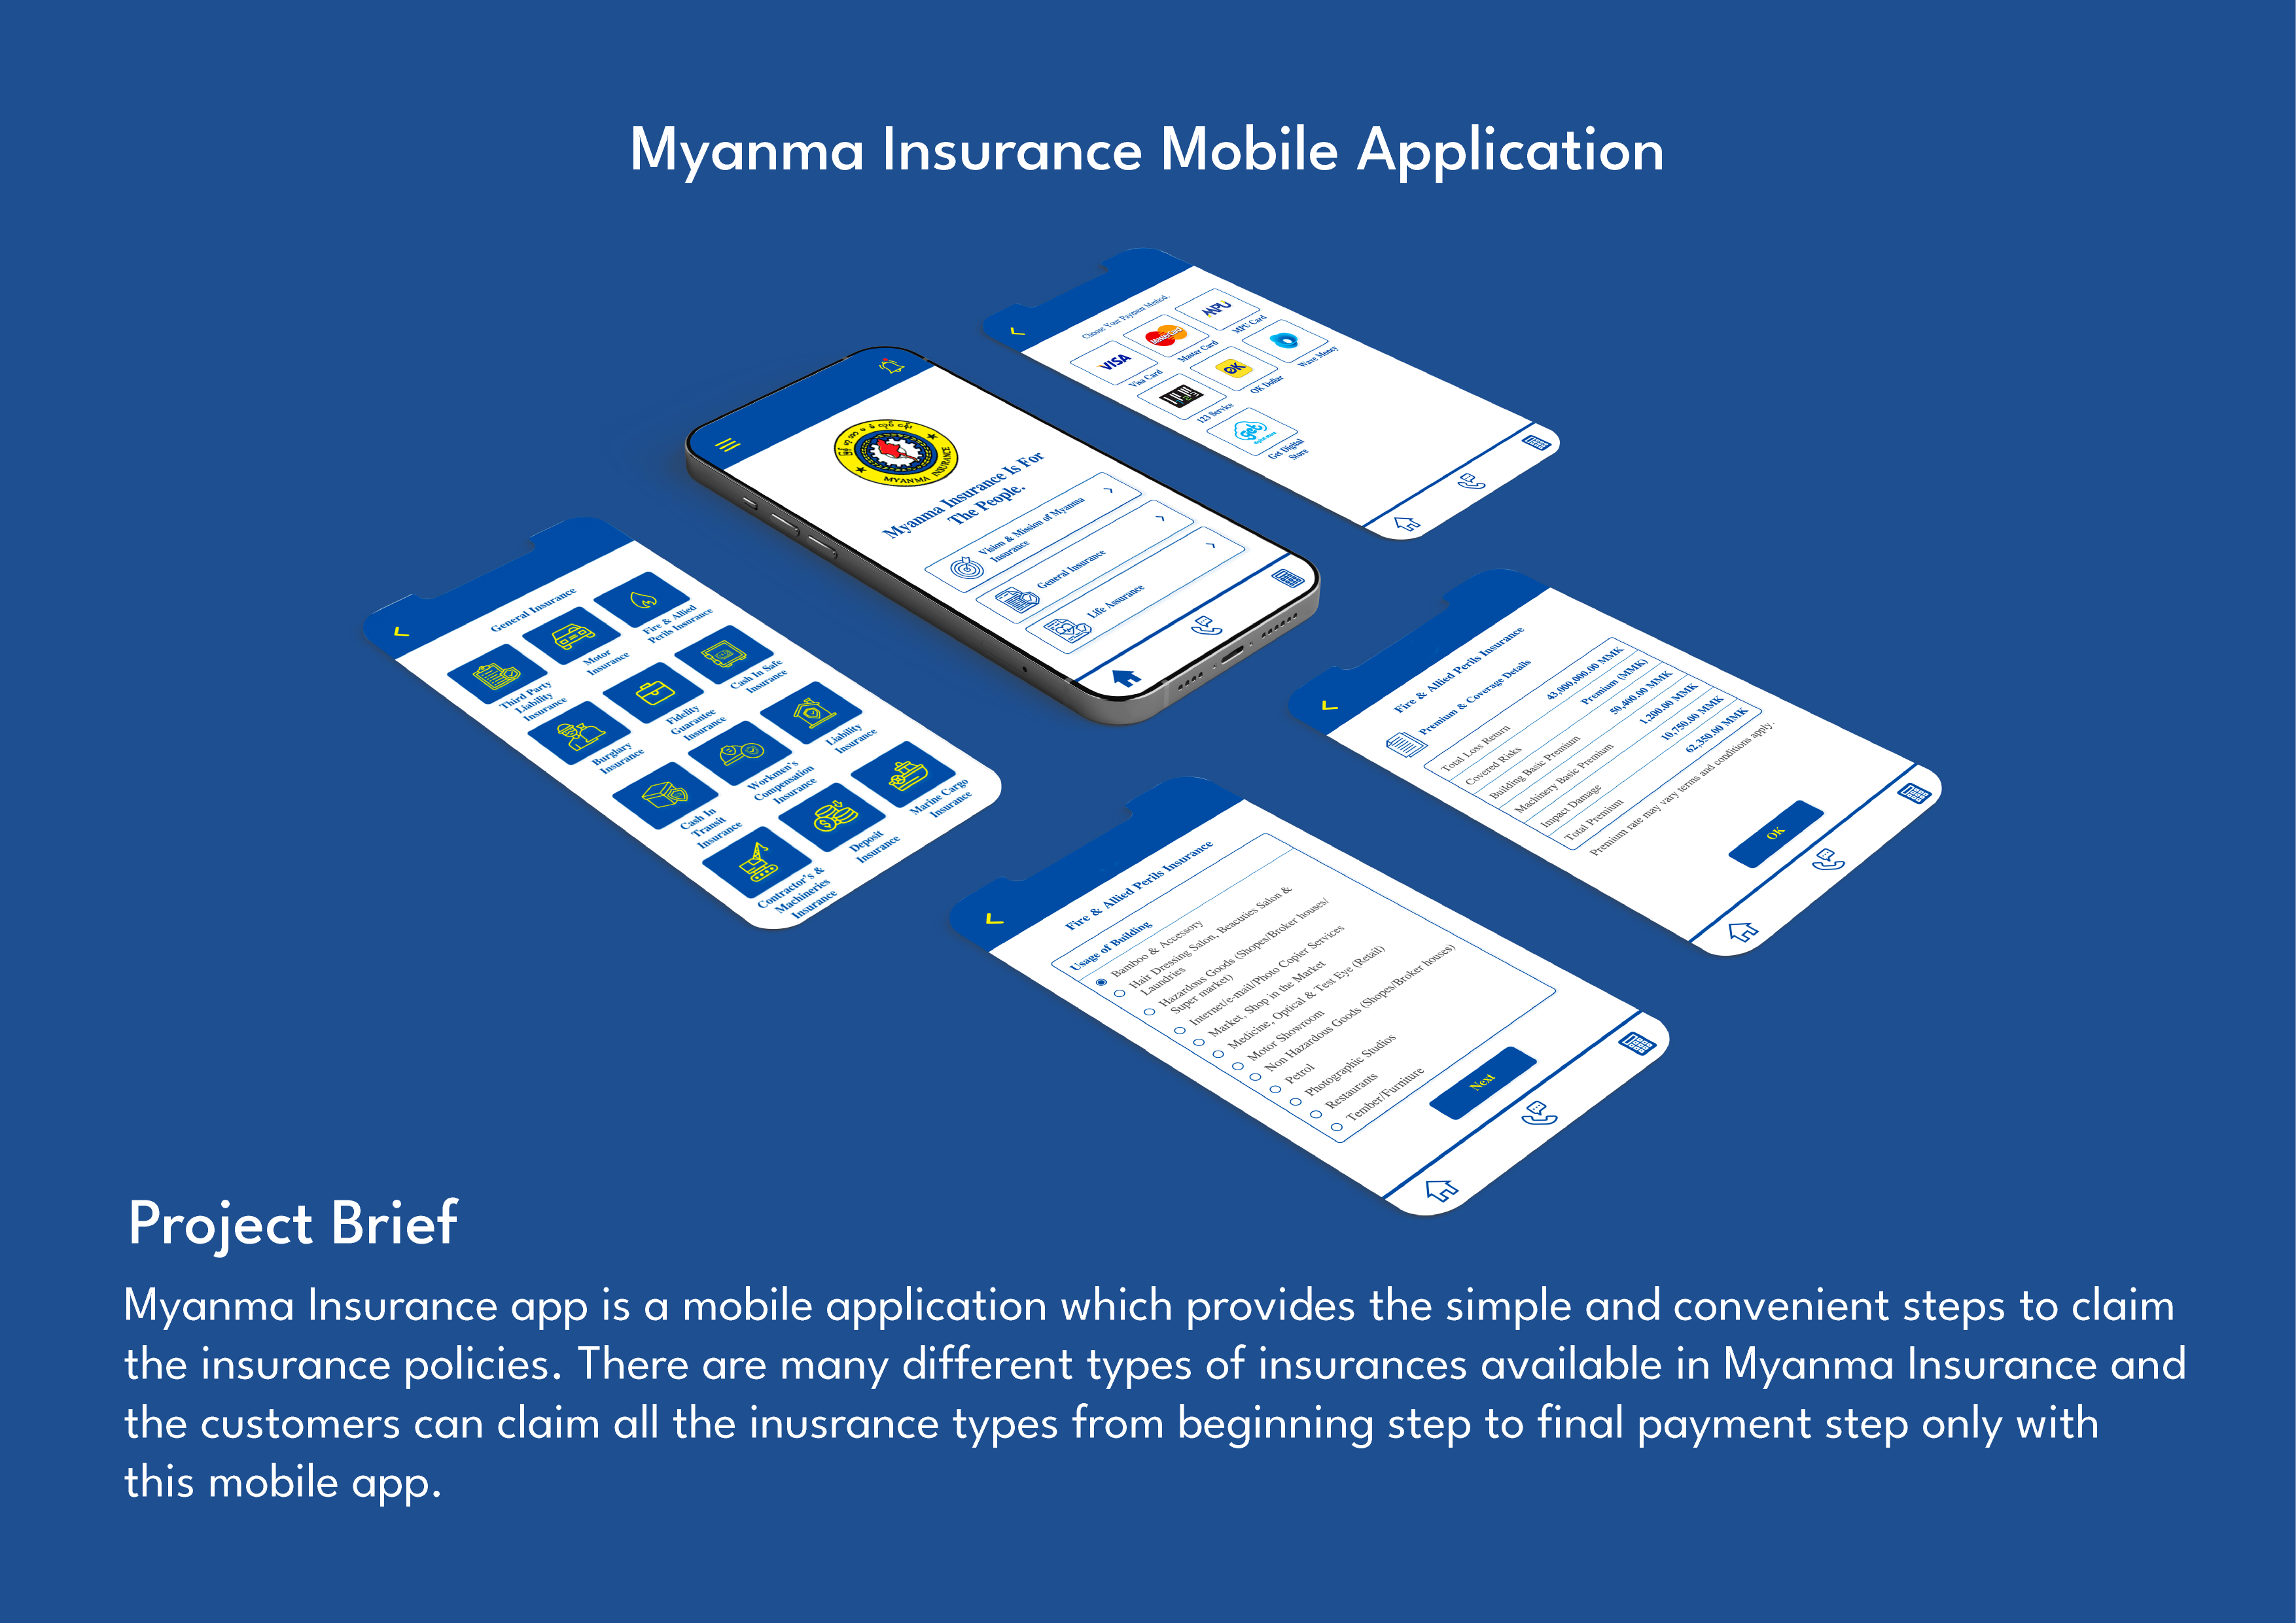 Myanma Insurance Mobile Application
Choose Your Payment Method.
VISA
MasterCard
MPU
Visa Card
Master Card
MPU Card
OK
123 Service
OK Dollar
Wave Money
get
Get Digital
Store
MYANMA INSURANCE
Myanma Insurance Is For
The People.
Vision & Mission of Myanma
Insurance
General Insurance
Life Assurance
General Insurance
Third Party
Liability
Insurance
Motor
Insurance
Fire & Allied
Perils Insurance
Burglary
Insurance
Fidelity
Guarantee
Insurance
Cash In Safe
Insurance
Cash In
Transit
Insurance
Workmen's
Compensation
Insurance
Liability
Insurance
Contractor's &
Machineries
Insurance
Deposit
Insurance
Marine Cargo
Insurance
Fire & Allied Perils Insurance
Premium & Coverage Details
Total Loss Return 43,000,000.00 MMK
Covered Risks Premium (MMK)
Building Basic Premium 50,400.00 MMK
Machinery Basic Premium 1,200.00 MMK
Impact Damage 10,750.00 MMK
Total Premium 62,350.00 MMK
Premium rate may vary terms and conditions apply.
OK
Fire & Allied Perils Insurance
Usage of Building
Bamboo & Accessory
Hair Dressing Salon, Beacuties Salon &
Laundries
Hazardous Goods (Shopes/Broker houses/
Super market)
Internet/e-mail/Photo Copier Services
Market, Shop in the Market
Medicine, Optical & Test Eye (Retail)
Motor Showroom
Non Hazardous Goods (Shopes/Broker houses)
Petrol
Photographic Studios
Restaurants
Tember/Furniture
Next
Project Brief
Myanma Insurance app is a mobile application which provides the simple and convenient steps to claim
the insurance policies. There are many different types of insurances available in Myanma Insurance and
the customers can claim all the inusrance types from beginning step to final payment step only with
this mobile app.